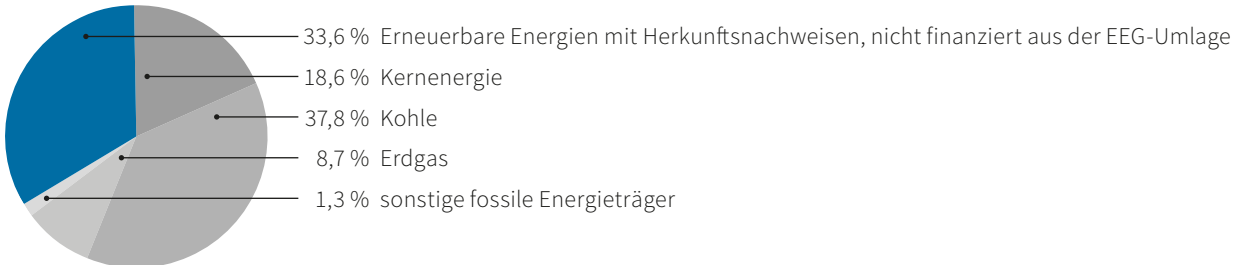 33,6 % Erneuerbare Energien mit Herkunftsnachweisen, nicht finanziert aus der EEG-Umlage
18,6 % Kernenergie
37,8 % Kohle
8,7 % Erdgas
1,3 % sonstige fossile Energieträger